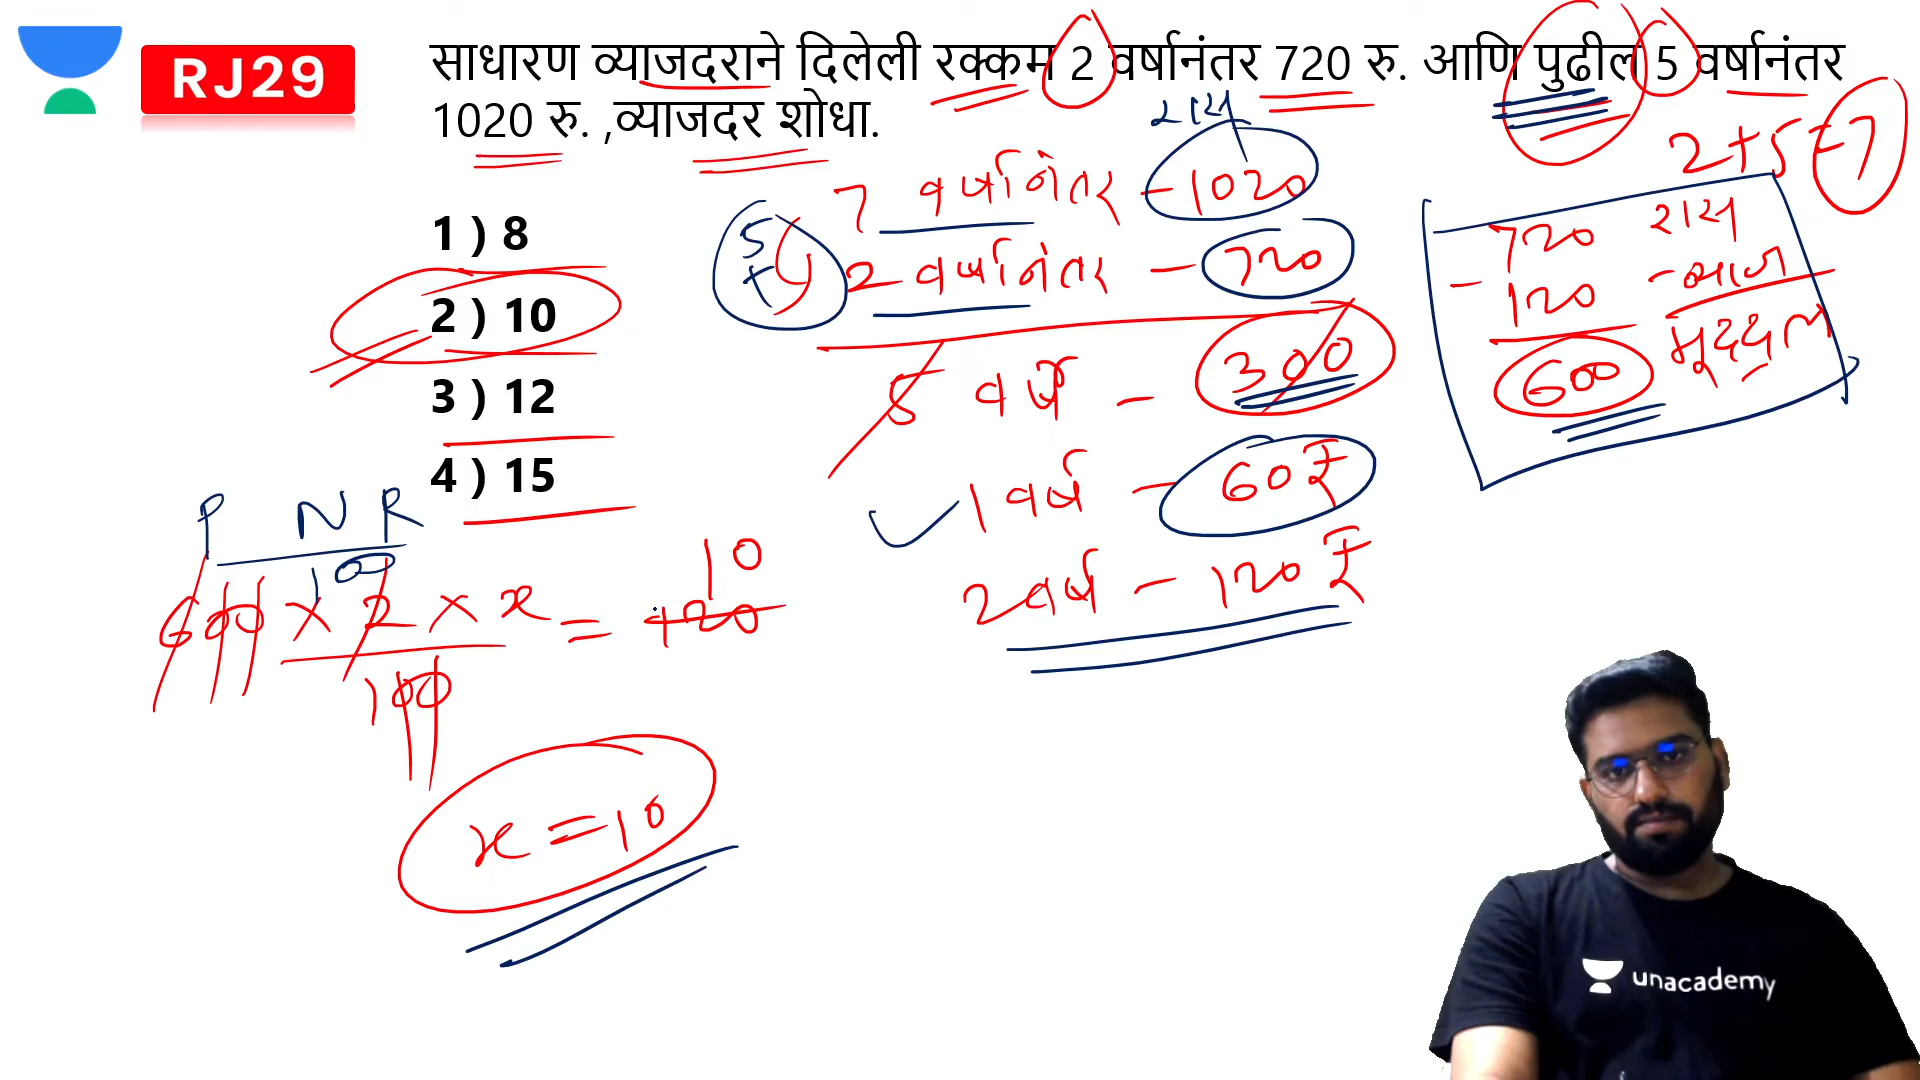 RJ29
साधारण व्याजदराने दिलेली रक्कम 2 वर्षानंतर 720 रु. आणि पुढील 5 वर्षानंतर
1020 रु. ,व्याजदर शोधा.
1 ) 8
2 ) 10
3 ) 12
4 ) 15
राशी
2+5=7
7 वर्षानंतर - 1020
5
+
2 वर्षानंतर - 720
5 वर्षे - 300
1 वर्ष - 60₹
2 वर्ष - 120₹
720 राशी
- 120 - व्याज
600 मूद्दल
P N R
100
10
600 × 2 × x = 120
100
x = 10
unacademy